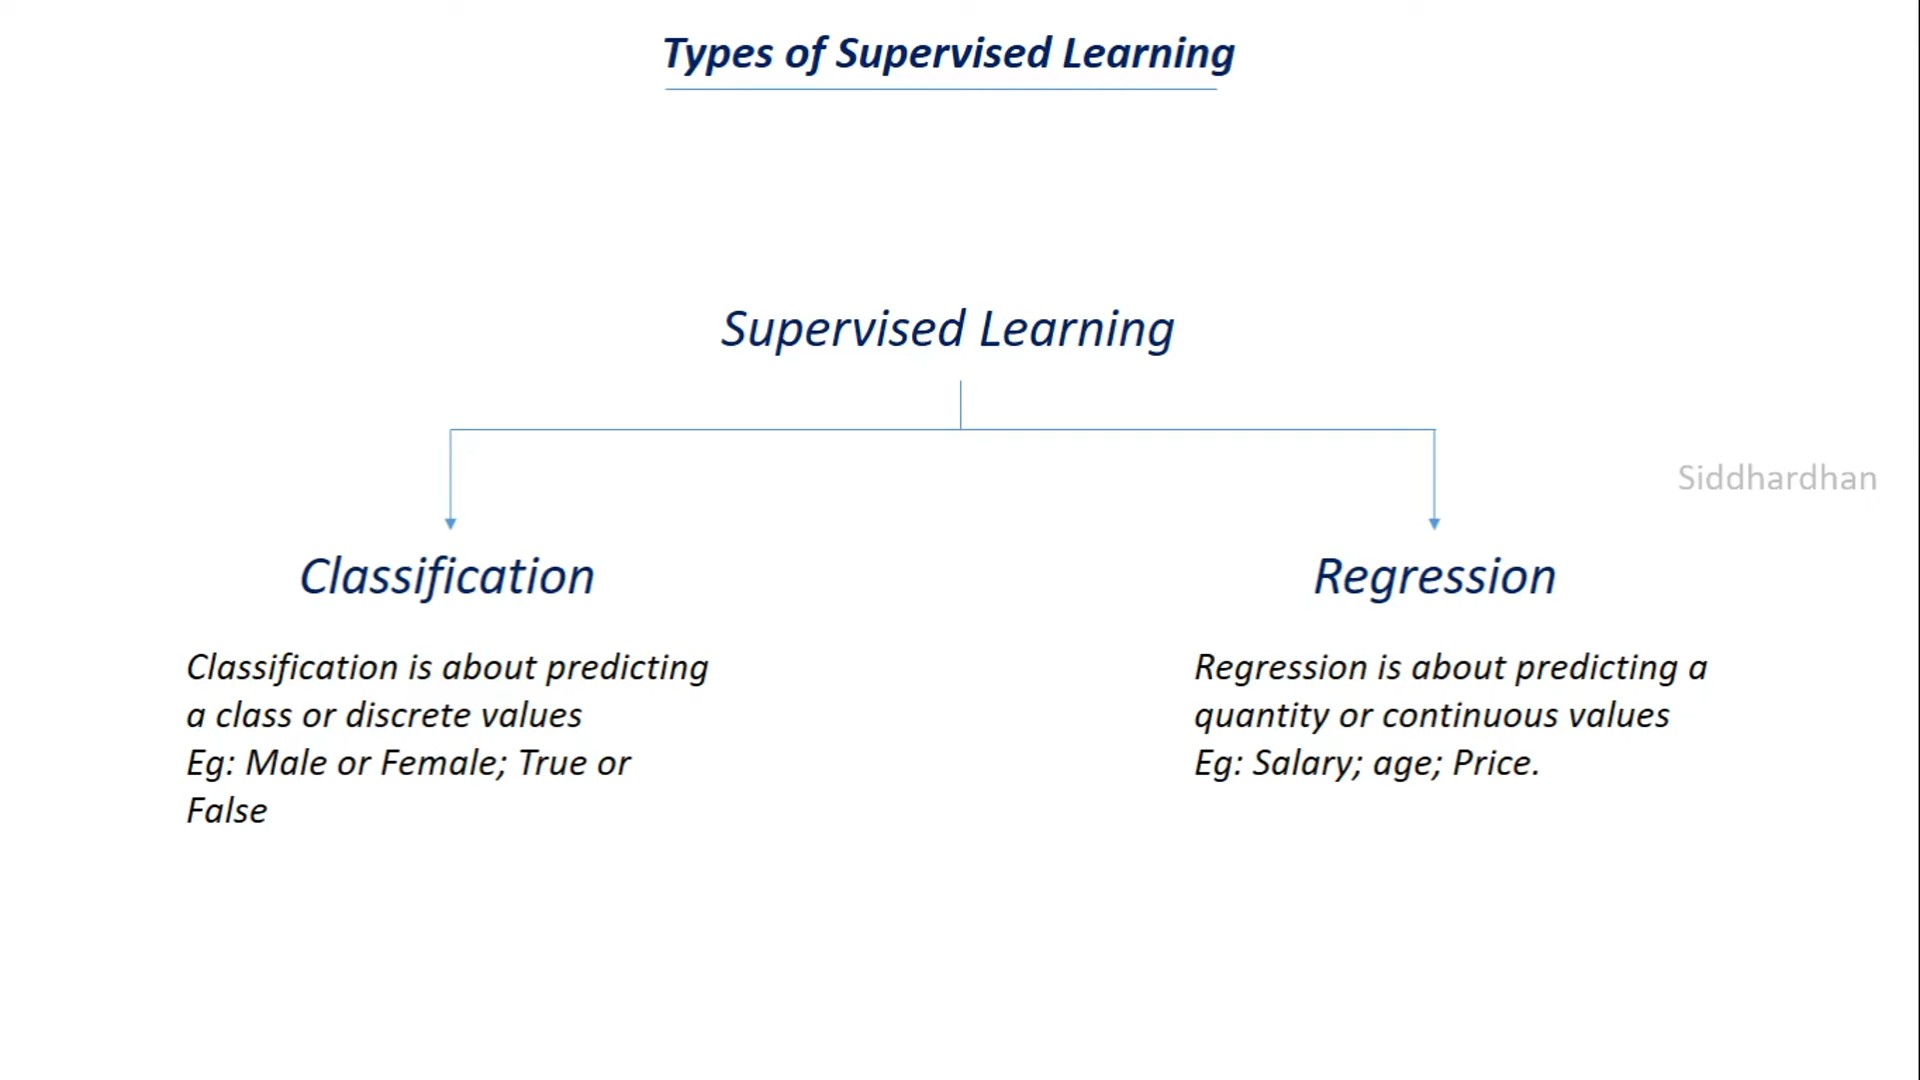 Types of Supervised Learning
Supervised Learning
Siddhardhan
Classification
Classification is about predicting
a class or discrete values
Eg: Male or Female; True or
False
Regression
Regression is about predicting a
quantity or continuous values
Eg: Salary; age; Price.